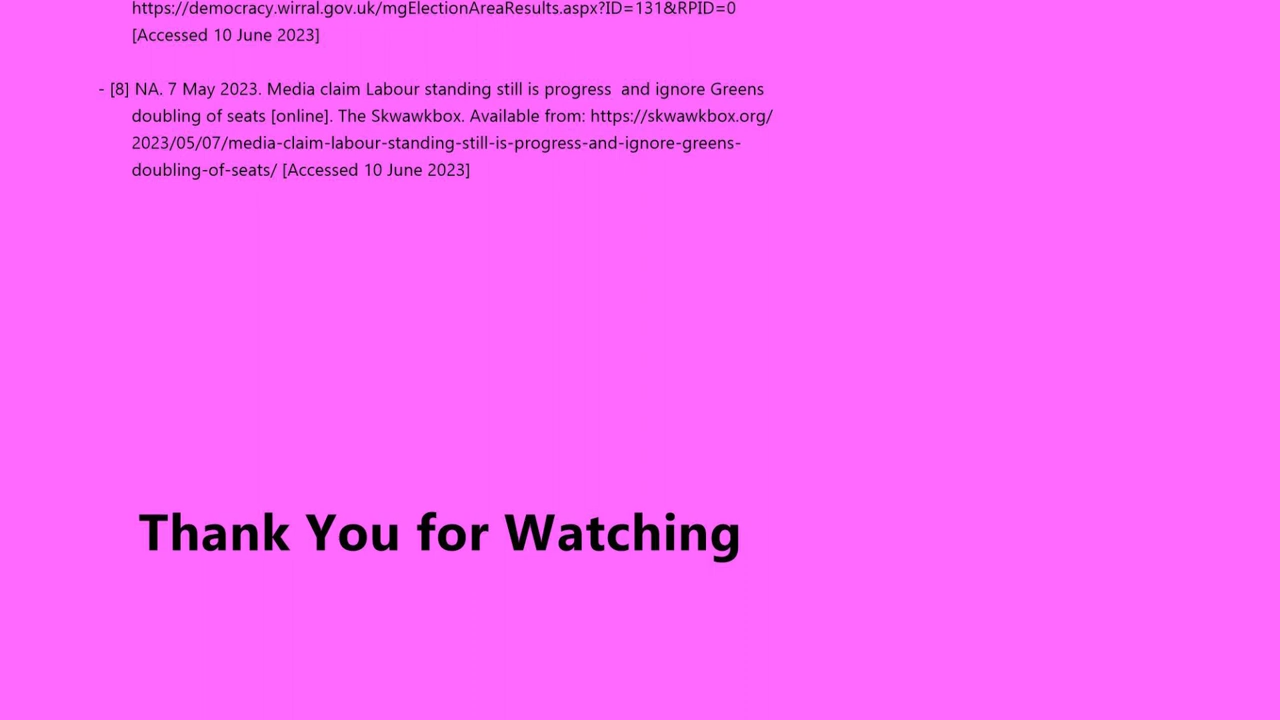 https://democracy.wirral.gov.uk/mgElectionAreaResults.aspx?ID=131&RPID=0
[Accessed 10 June 2023]
- [8] NA. 7 May 2023. Media claim Labour standing still is progress  and ignore Greens
doubling of seats [online]. The Skwawkbox. Available from: https://skwawkbox.org/
2023/05/07/media-claim-labour-standing-still-is-progress-and-ignore-greens-
doubling-of-seats/ [Accessed 10 June 2023]
Thank You for Watching